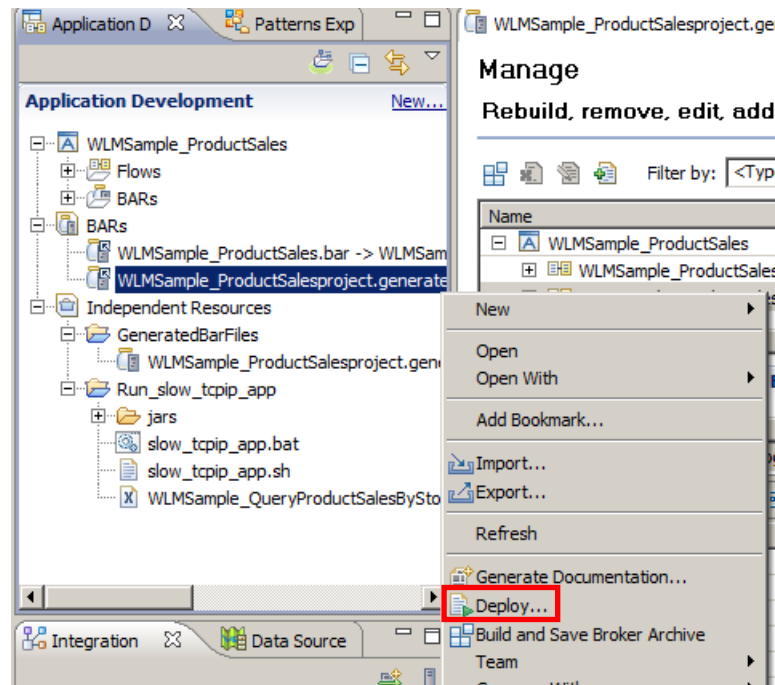 Application D
Patterns Exp
WLMSample_ProductSalesproject.ge
Manage
Application Development
New...
Rebuild, remove, edit, add
WLMSample_ProductSales
Flows
BARs
Filter by:
<Typ
BARs
WLMSample_ProductSales.bar -> WLMSam
WLMSample_ProductSalesproject.generate
Name
WLMSample_ProductSales
WLMSample_ProductSales
Independent Resources
GeneratedBarFiles
WLMSample_ProductSalesproject.gen
Run_slow_tcpip_app
jars
slow_tcpip_app.bat
slow_tcpip_app.sh
WLMSample_QueryProductSalesBySto
New
Open
Open With
Add Bookmark...
Import...
Export...
Refresh
Generate Documentation...
Deploy...
Build and Save Broker Archive
Team
Integration
Data Source